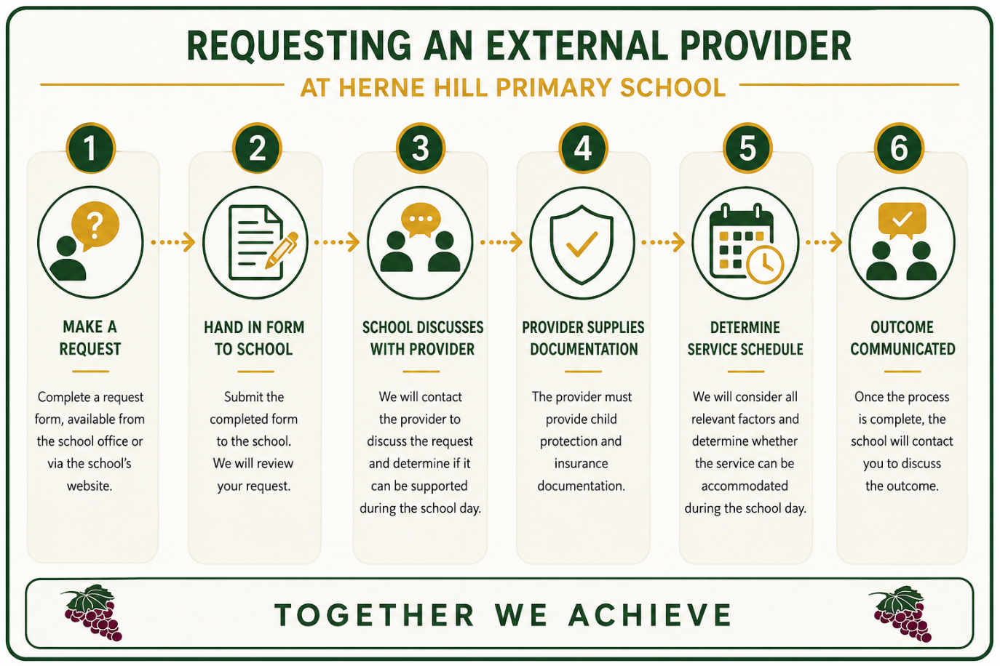 REQUESTING AN EXTERNAL PROVIDER
AT HERNE HILL PRIMARY SCHOOL
1
MAKE A
REQUEST
Complete a request
form, available from
the school office or
via the school's
website.
2
HAND IN FORM
TO SCHOOL
Submit the
completed form
to the school.
We will review
your request.
3
SCHOOL DISCUSSES
WITH PROVIDER
We will contact
the provider to
discuss the request
and determine if it
can be supported
during the school day.
4
PROVIDER SUPPLIES
DOCUMENTATION
The provider must
provide child
protection and
insurance
documentation.
5
DETERMINE
SERVICE SCHEDULE
We will consider all
relevant factors and
determine whether
the service can be
accommodated
during the school day.
6
OUTCOME
COMMUNICATED
Once the process
is complete, the
school will contact
you to discuss
the outcome.
?
TOGETHER WE ACHIEVE